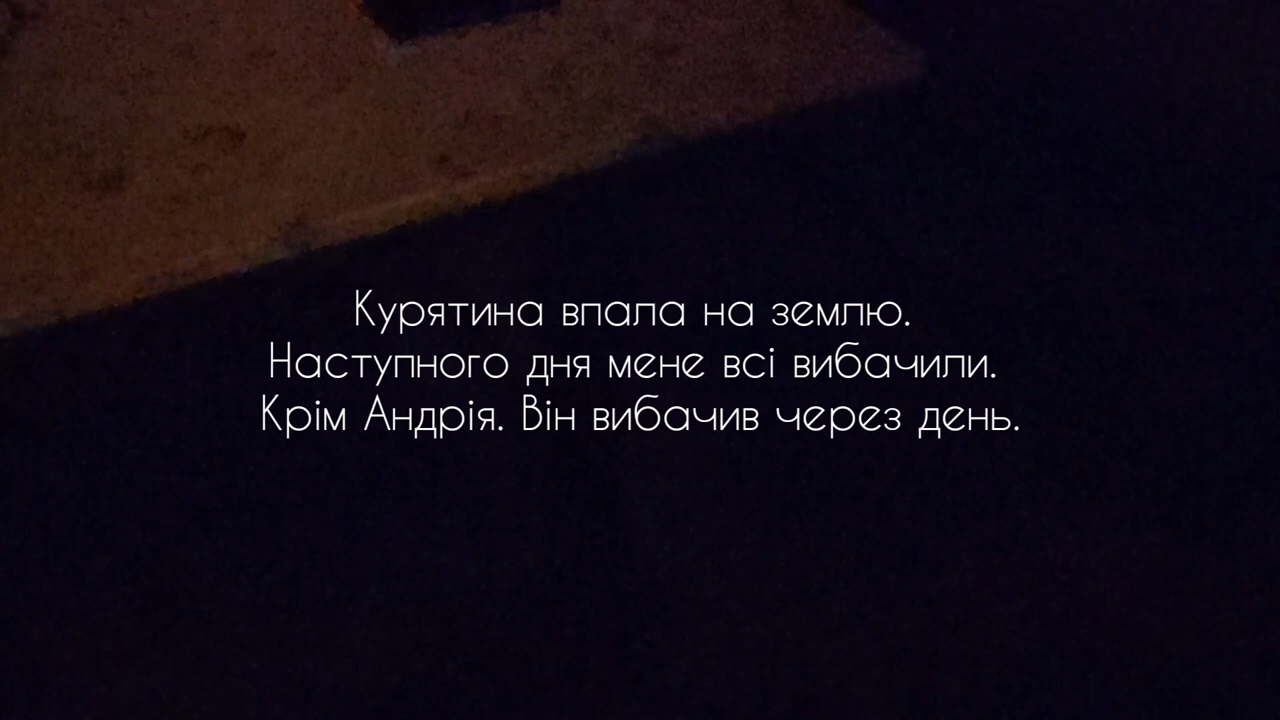 Курятина впала на землю.
Наступного дня мене всі вибачили.
Крім Андрія. Він вибачив через день.